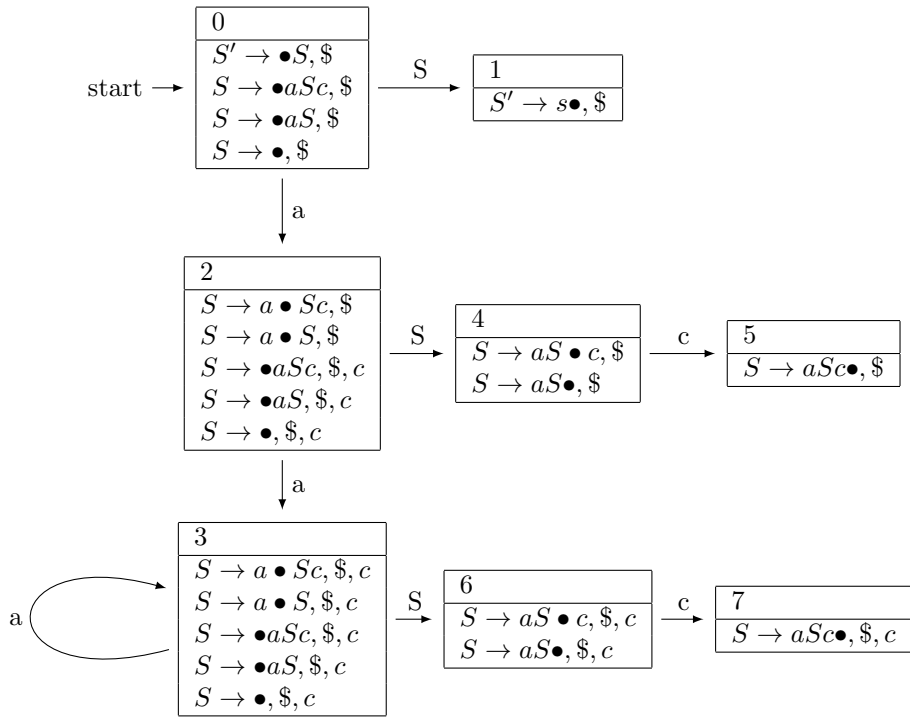 0
S' → •S, $
S → •aSc, $
S → •aS, $
S → •, $
start
S
1
S' → s•, $
a
2
S → a • Sc, $
S → a • S, $
S → •aSc, $, c
S → •aS, $, c
S → •, $, c
S
4
S → aS • c, $
S → aS•, $
c
5
S → aSc•, $
a
3
S → a • Sc, $, c
S → a • S, $, c
S → •aSc, $, c
S → •aS, $, c
S → •, $, c
a
S
6
S → aS • c, $, c
S → aS•, $, c
c
7
S → aSc•, $, c